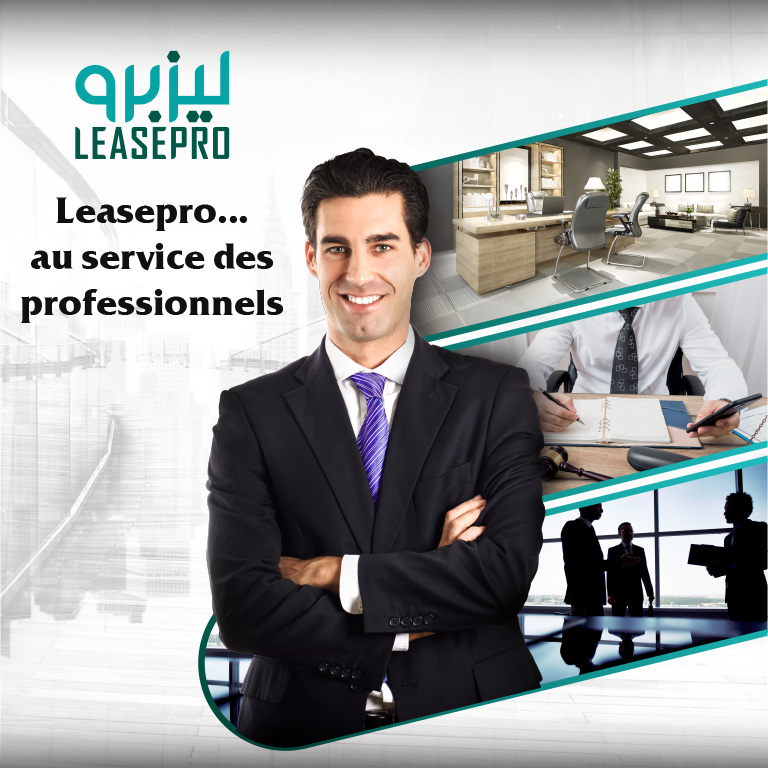 ليزبرو
LEASEPRO
Leasepro...
au service des
professionnels